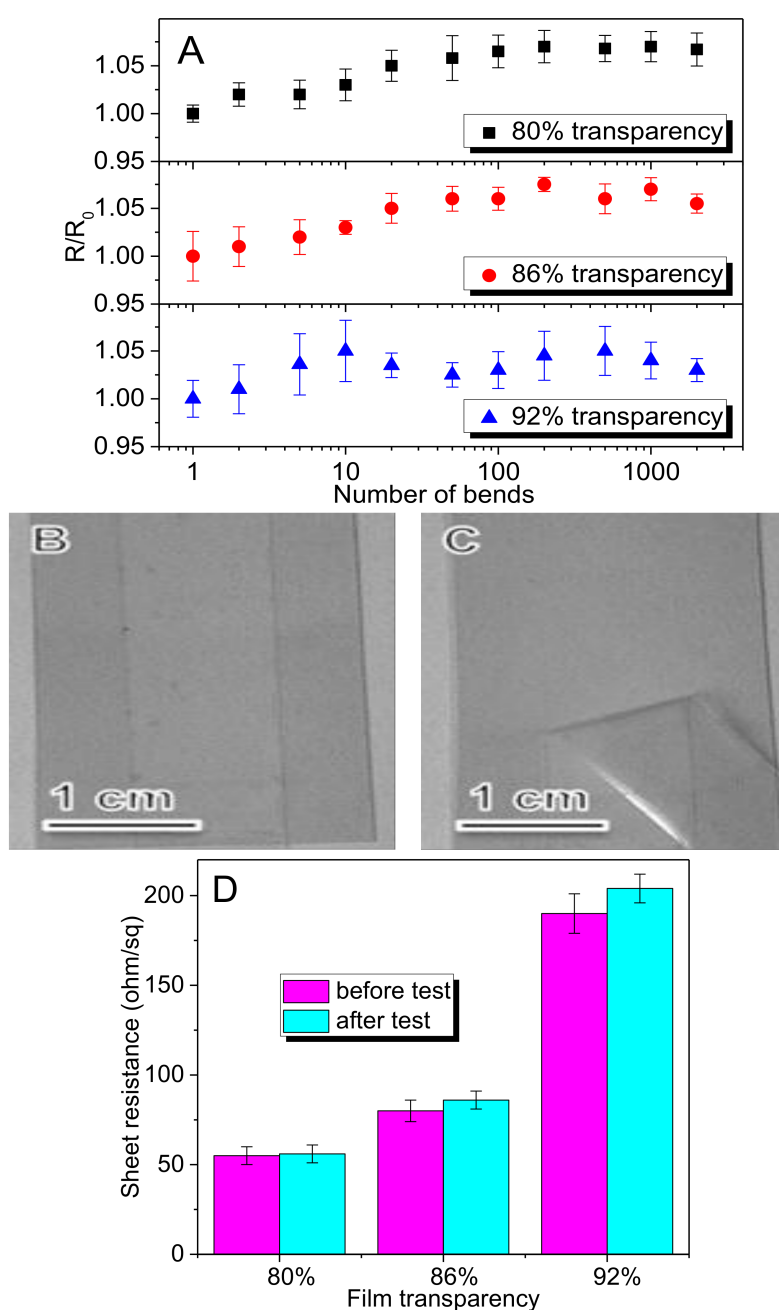 A
1.05
1.00
0.95
80% transparency
1.05
1.00
0.95
86% transparency
1.05
1.00
0.95
92% transparency
R/R0
1 10 100 1000
Number of bends
B
1 cm
C
1 cm
D
200
150
100
50
0
Sheet resistance (ohm/sq)
before test
after test
80% 86% 92%
Film transparency